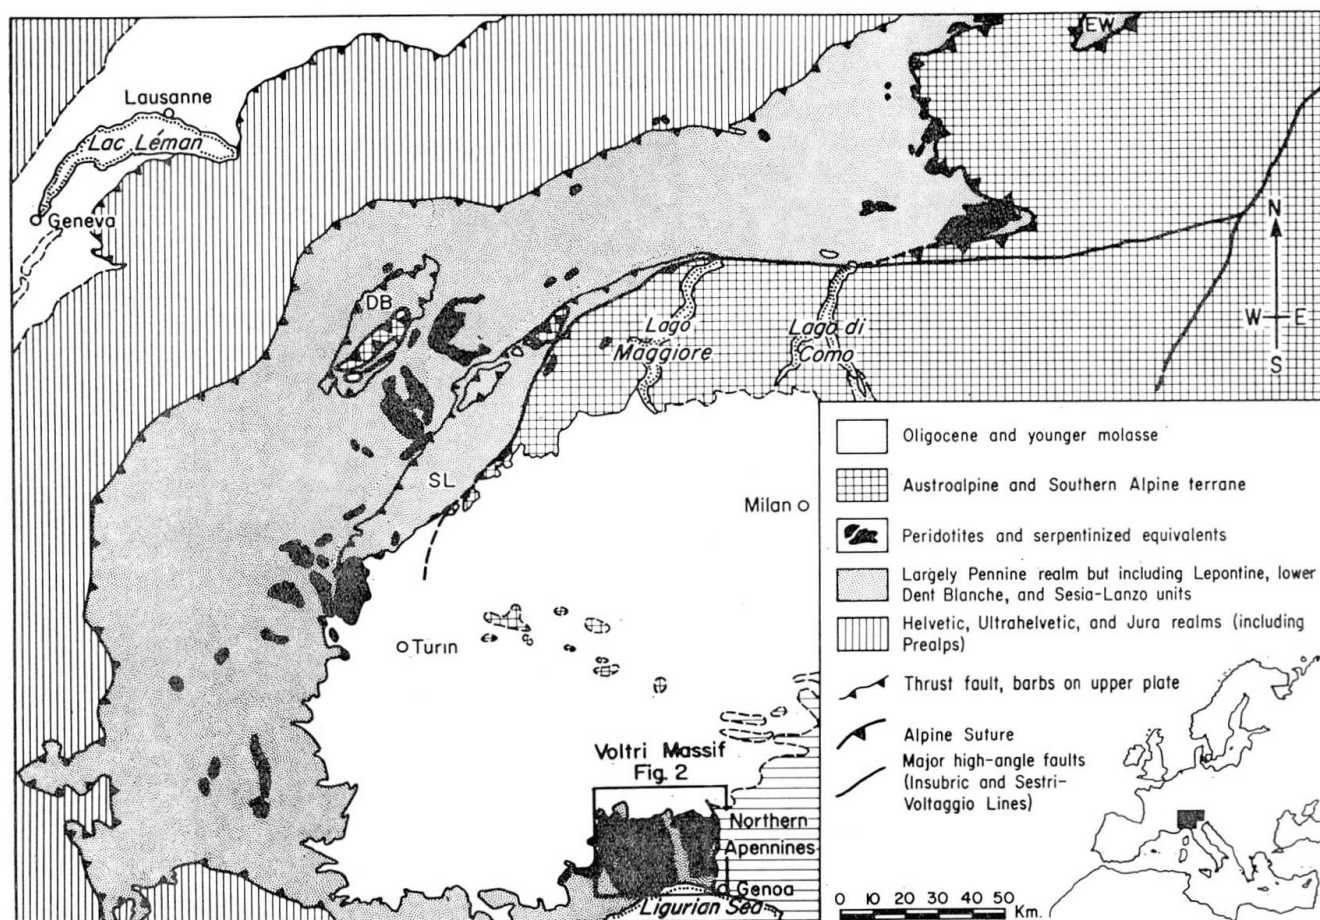 EW
Lausanne
Lac Léman
Geneva
N
W E
S
DB
Lago
Maggiore
Lago di
Como
SL
Milan
Turin
Oligocene and younger molasse
Austroalpine and Southern Alpine terrane
Peridotites and serpentinized equivalents
Largely Pennine realm but including Lepontine, lower
Dent Blanche, and Sesia-Lanzo units
Helvetic, Ultrahelvetic, and Jura realms (including
Prealps)
Thrust fault, barbs on upper plate
Alpine Suture
Major high-angle faults
(Insubric and Sestri-
Voltaggio Lines)
Voltri Massif
Fig. 2
Northern
Apennines
Genoa
Ligurian Sea
0 10 20 30 40 50
Km.